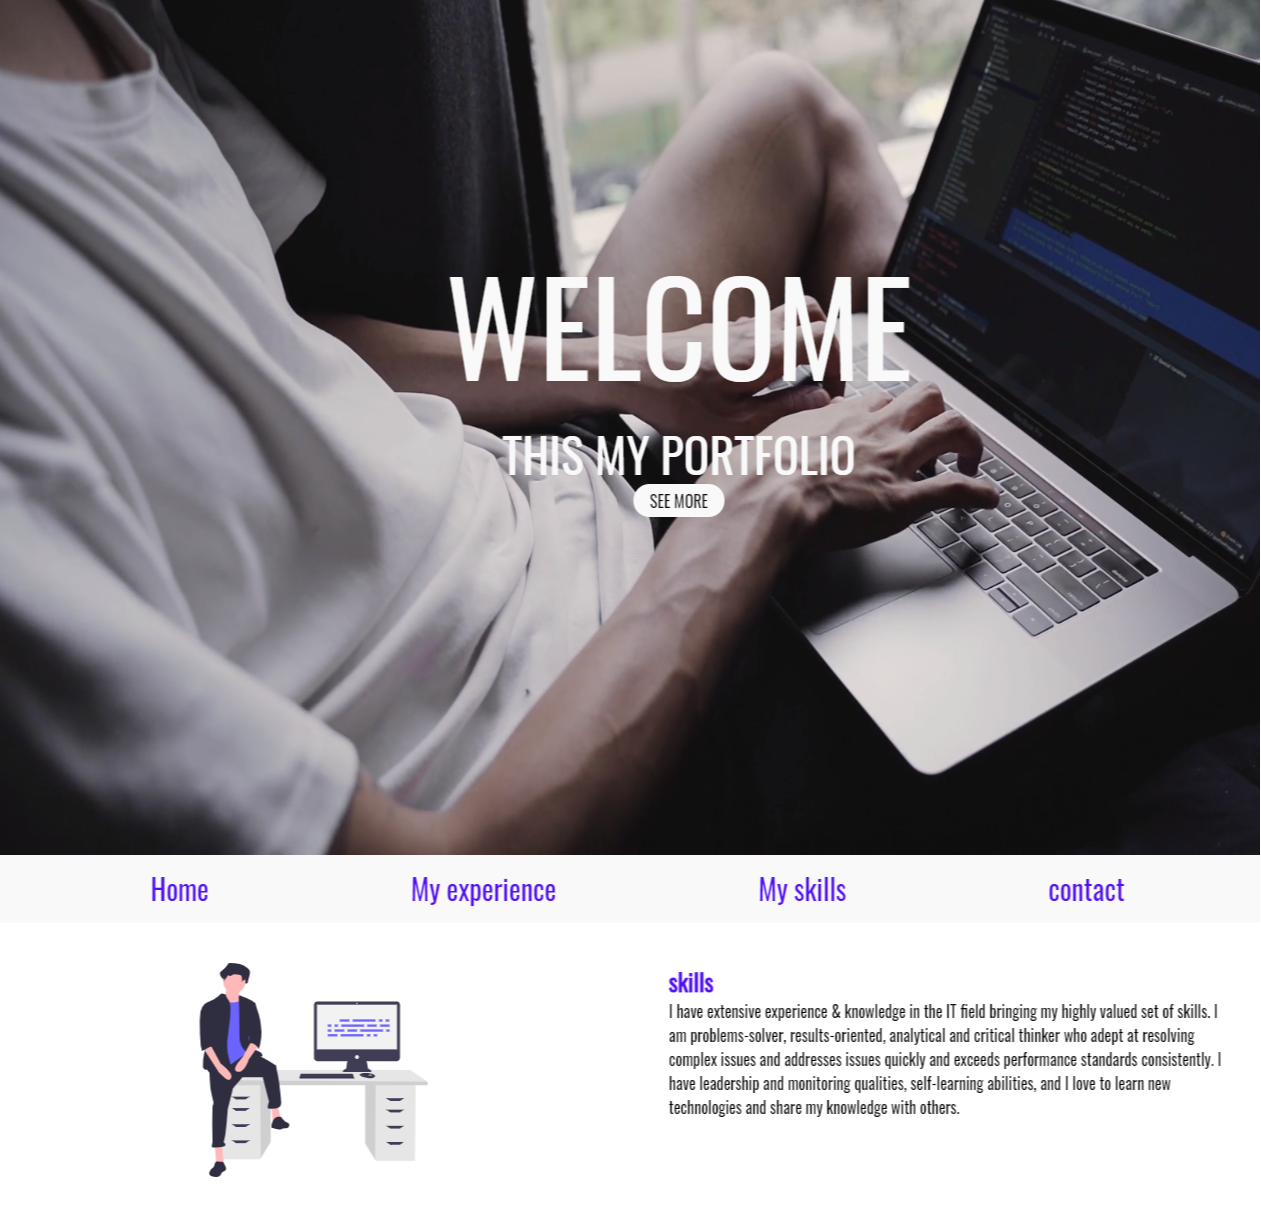 WELCOME
THIS MY PORTFOLIO
SEE MORE
Home My experience My skills contact
skills
I have extensive experience & knowledge in the IT field bringing my highly valued set of skills. I
am problems-solver, results-oriented, analytical and critical thinker who adept at resolving
complex issues and addresses issues quickly and exceeds performance standards consistently. I
have leadership and monitoring qualities, self-learning abilities, and I love to learn new
technologies and share my knowledge with others.